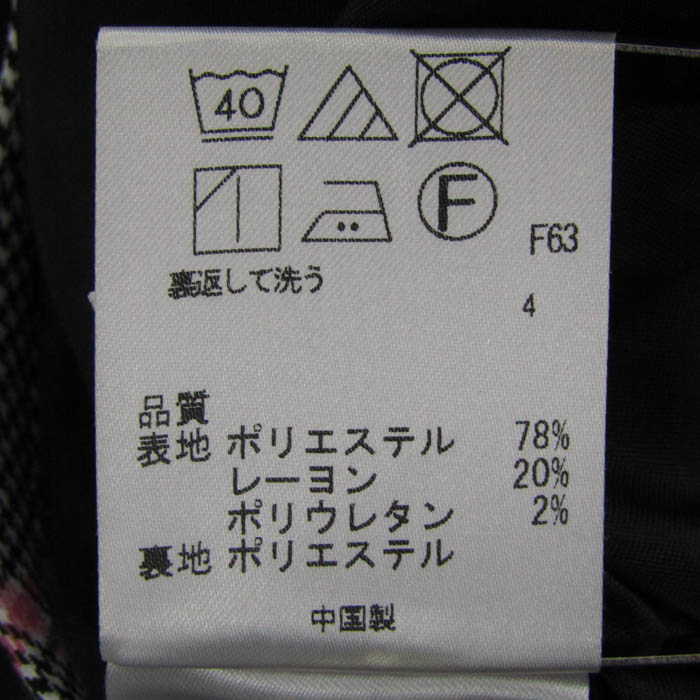 40
F
F63
裏返して洗う
4
品質
表地 ポリエステル 78%
レーヨン 20%
ポリウレタン 2%
裏地 ポリエステル
中国製